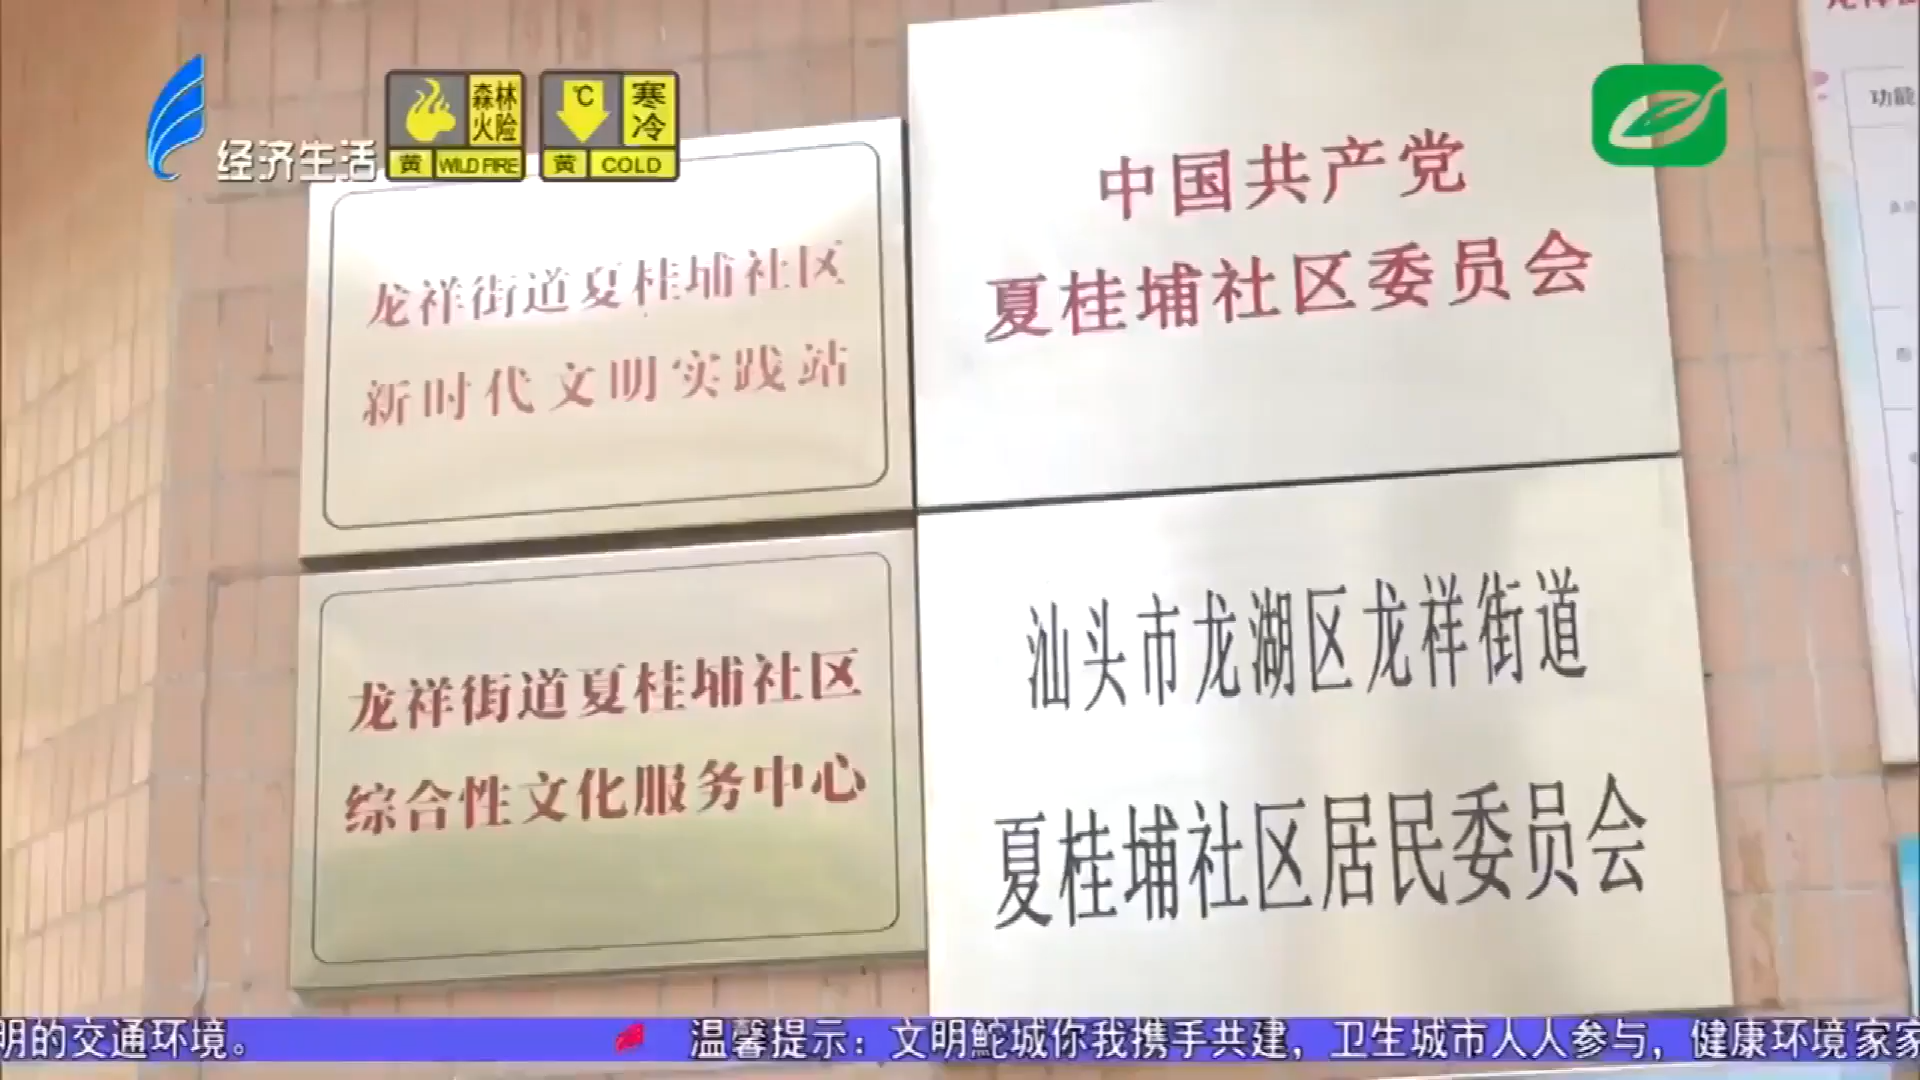 经济生活
森林火险
黄 WILD FIRE
℃
寒冷
黄 COLD
龙祥街道夏桂埔社区
新时代文明实践站
中国共产党
夏桂埔社区委员会
功能
龙祥街道夏桂埔社区
综合性文化服务中心
汕头市龙湖区龙祥街道
夏桂埔社区居民委员会
明的交通环境。 温馨提示：文明鮀城你我携手共建，卫生城市人人参与，健康环境家家